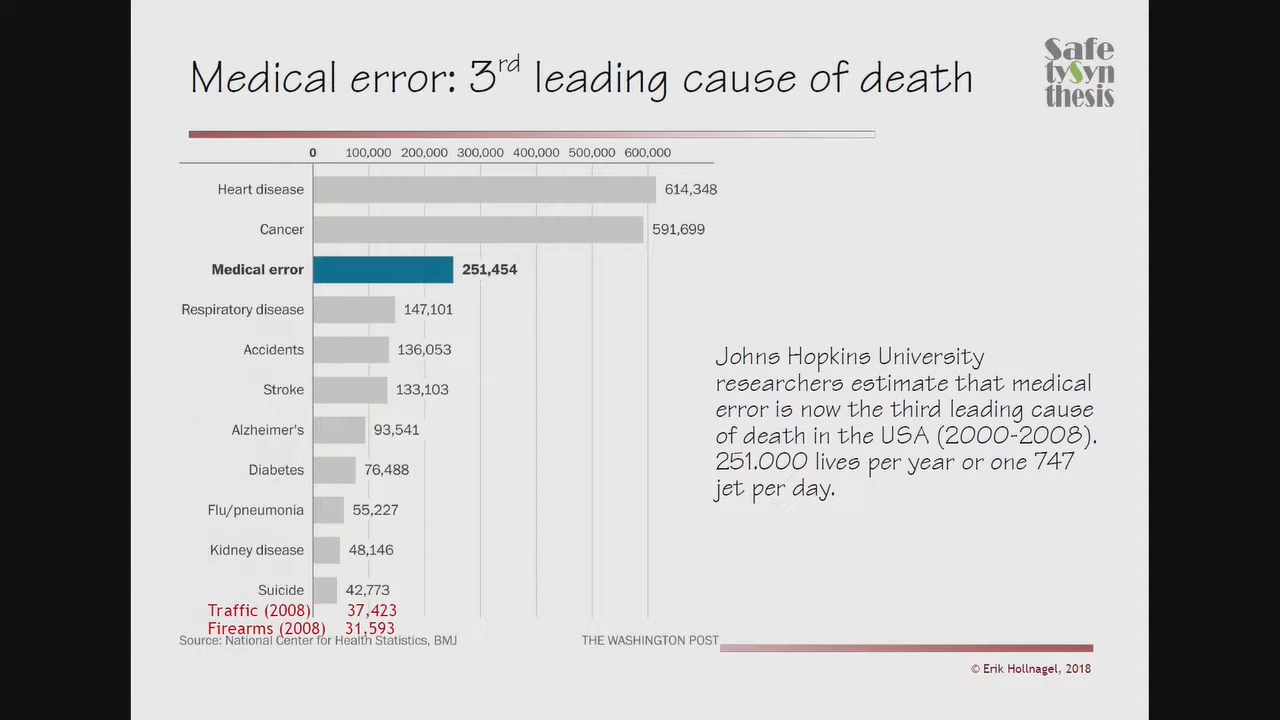 Medical error: 3rd leading cause of death
Safe
tySyn
thesis
0 100,000 200,000 300,000 400,000 500,000 600,000
Heart disease 614,348
Cancer 591,699
Medical error 251,454
Respiratory disease 147,101
Accidents 136,053
Stroke 133,103
Alzheimer's 93,541
Diabetes 76,488
Flu/pneumonia 55,227
Kidney disease 48,146
Suicide 42,773
Traffic (2008) 37,423
Firearms (2008) 31,593
Source: National Center for Health Statistics, BMJ
THE WASHINGTON POST
Johns Hopkins University
researchers estimate that medical
error is now the third leading cause
of death in the USA (2000-2008).
251.000 lives per year or one 747
jet per day.
© Erik Hollnagel, 2018